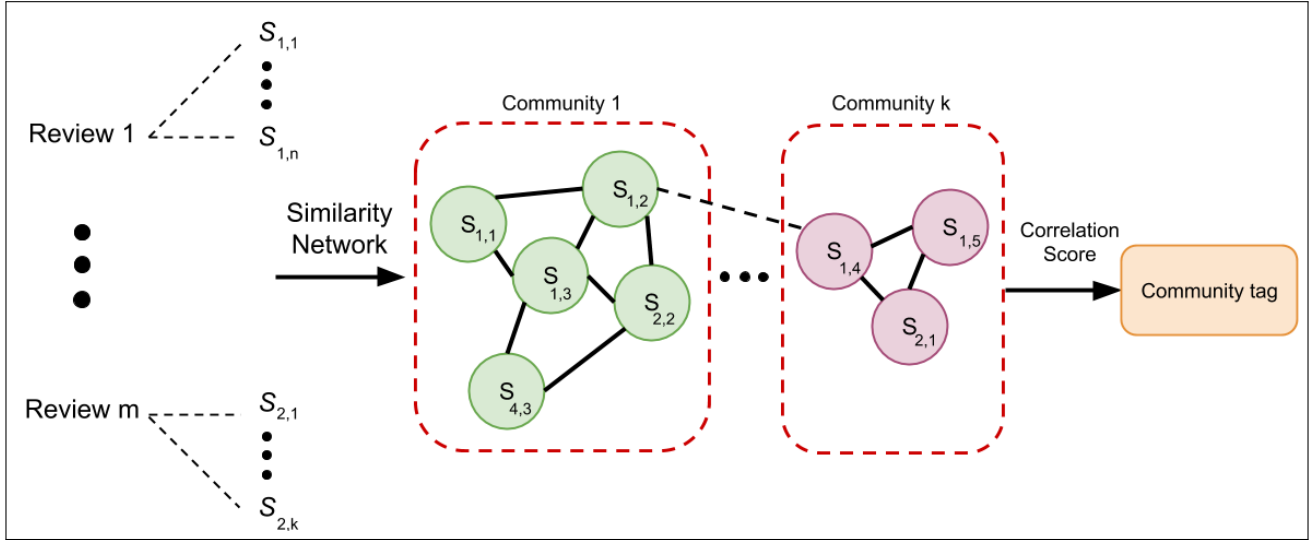 S1,1
Review 1
S1,n
Similarity
Network
Review m
S2,1
S2,k
Community 1
S1,2
S1,1
S1,3
S2,2
S4,3
Community k
S1,4
S1,5
S2,1
Correlation
Score
Community tag